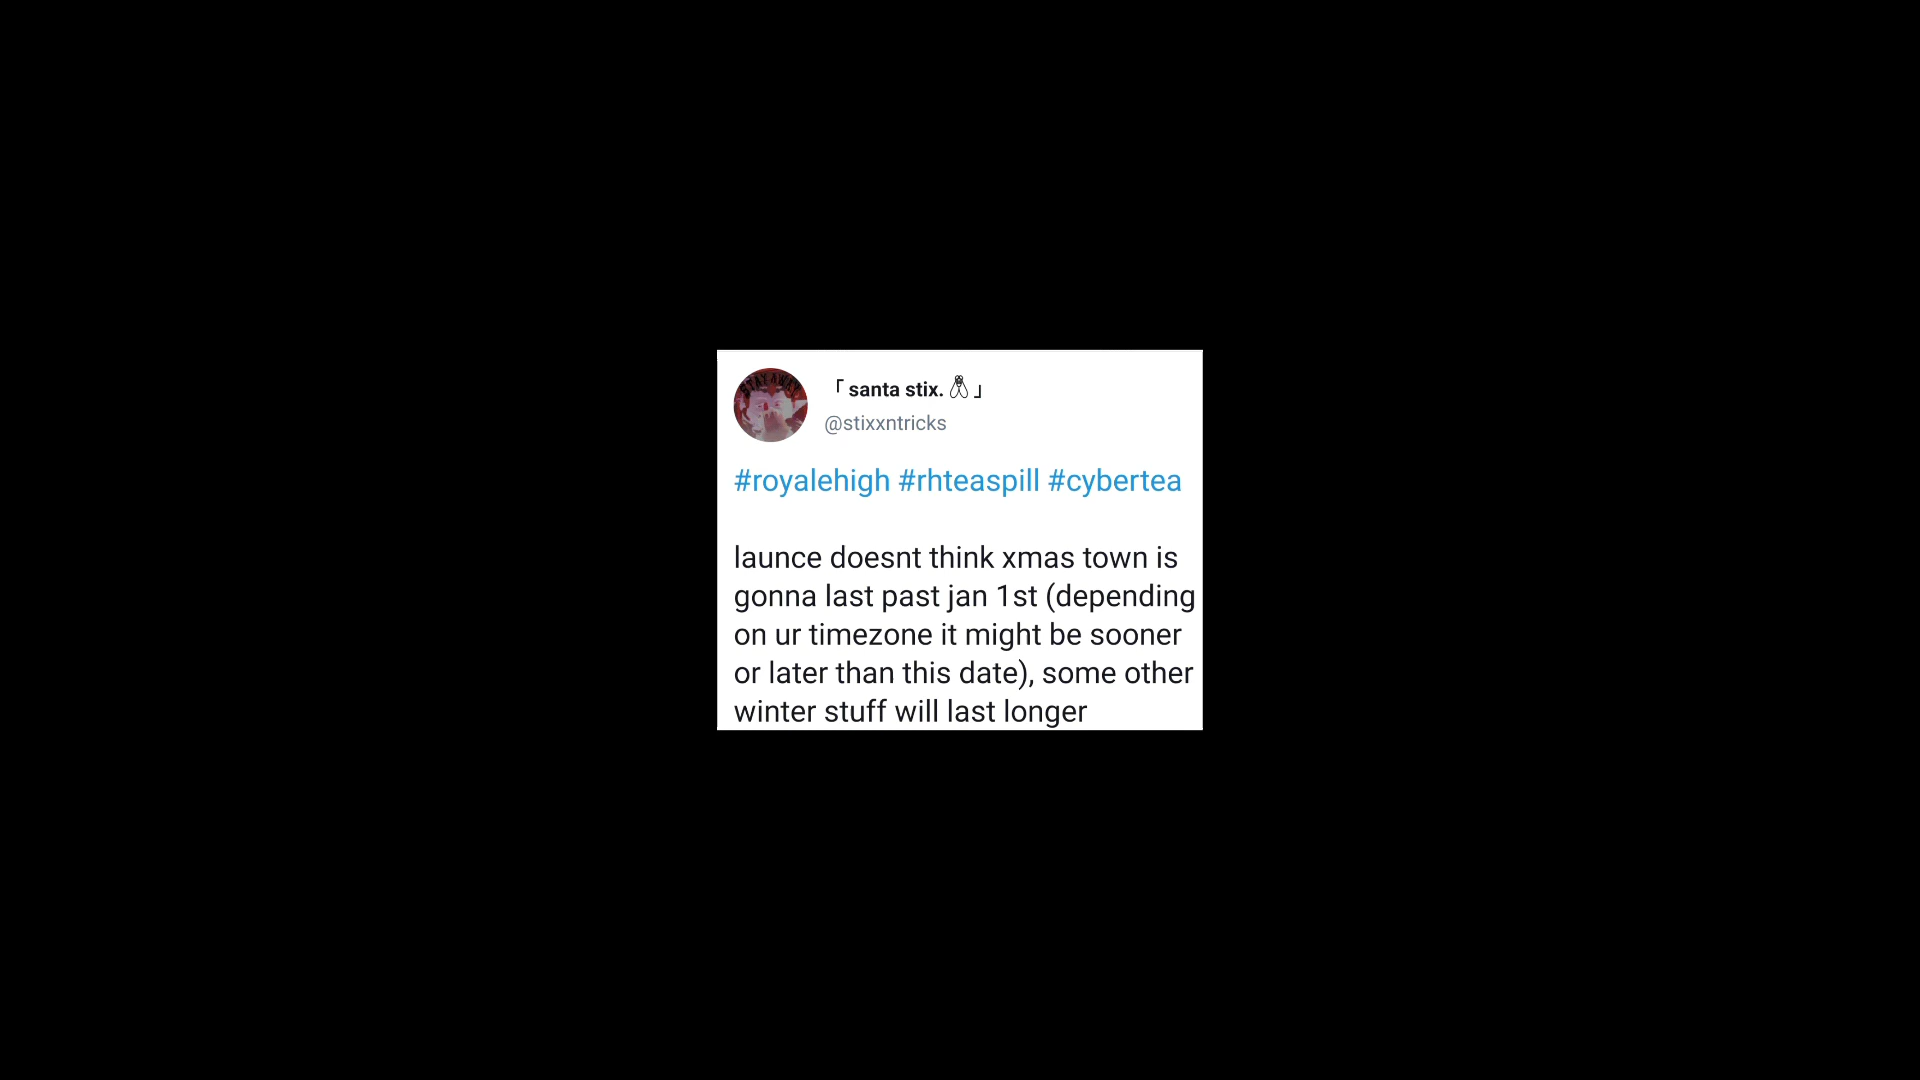 「 santa stix. 𓆦 」
@stixxntricks
#royalehigh #rhteaspill #cybertea
launce doesnt think xmas town is
gonna last past jan 1st (depending
on ur timezone it might be sooner
or later than this date), some other
winter stuff will last longer